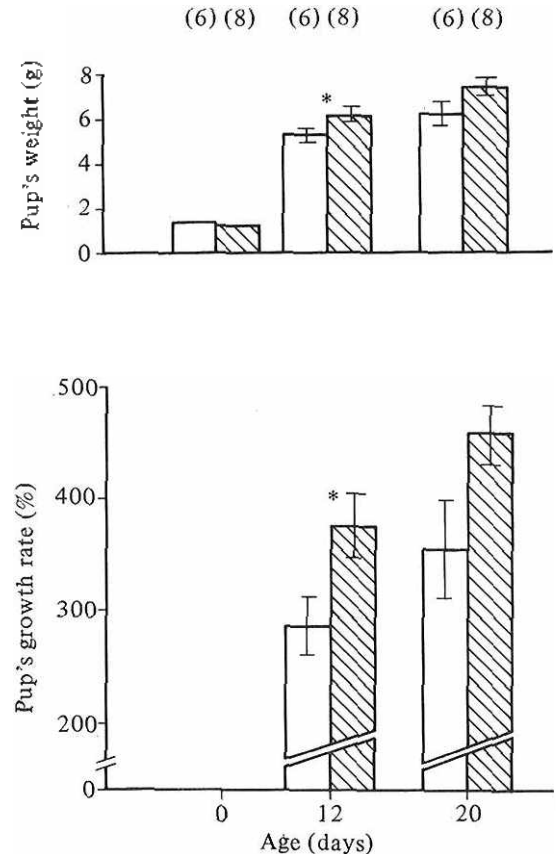 (6) (8) (6) (8) (6) (8)
Pup's weight (g)
8
6
4
2
0
*
Pup's growth rate (%)
500
400
300
200
0
*
0 12 20
Age (days)